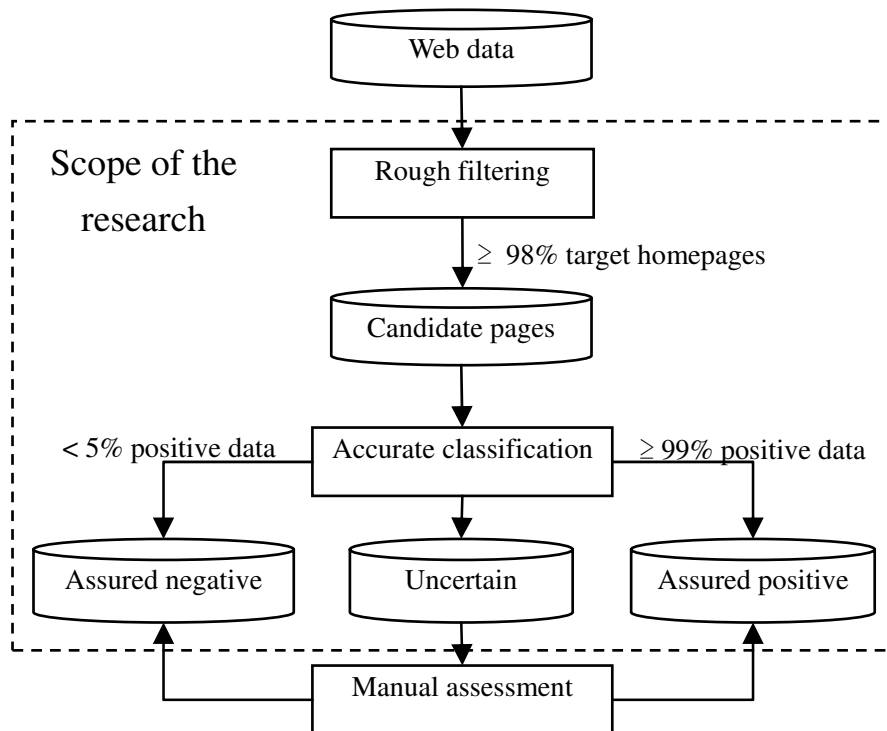 Web data
Scope of the
research
Rough filtering
≥ 98% target homepages
Candidate pages
< 5% positive data
Accurate classification
≥ 99% positive data
Assured negative
Uncertain
Assured positive
Manual assessment